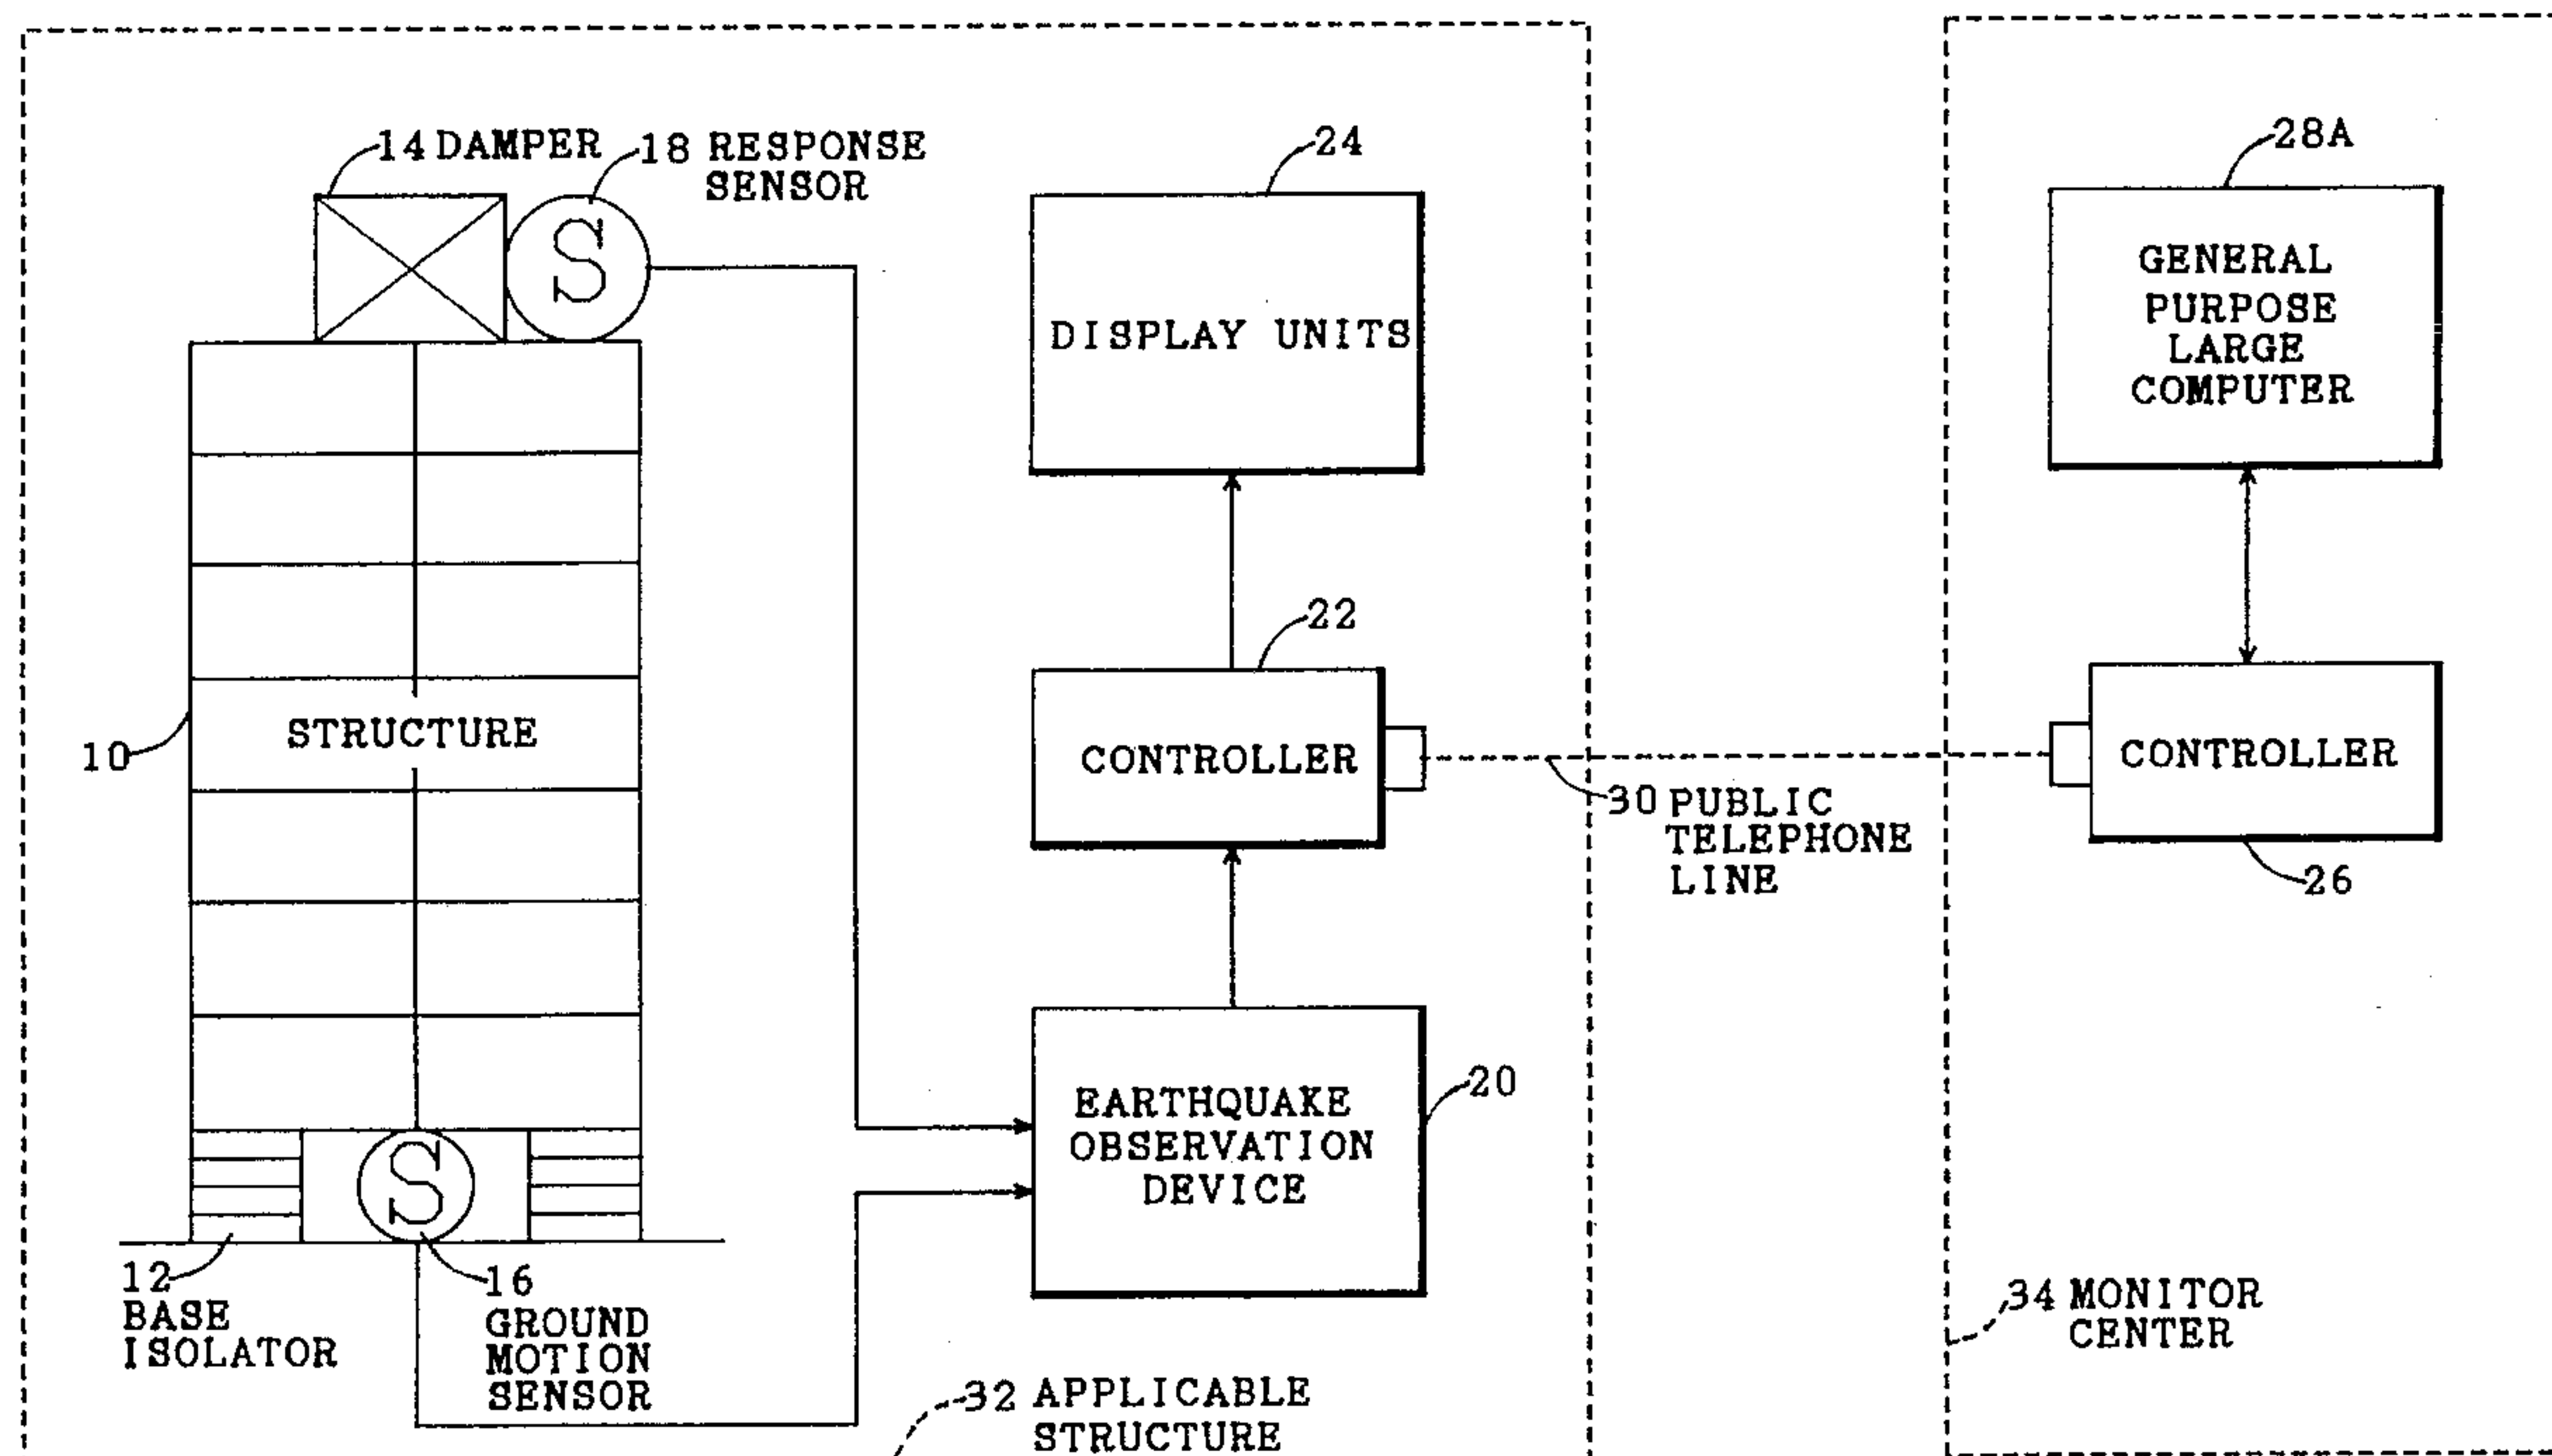 14 DAMPER
18 RESPONSE
SENSOR
24
28A
DISPLAY UNITS
GENERAL
PURPOSE
LARGE
COMPUTER
22
10
STRUCTURE
CONTROLLER
CONTROLLER
30 PUBLIC
TELEPHONE
LINE
26
S
S
EARTHQUAKE
OBSERVATION
DEVICE
20
12
BASE
ISOLATOR
16
GROUND
MOTION
SENSOR
32 APPLICABLE
STRUCTURE
34 MONITOR
CENTER